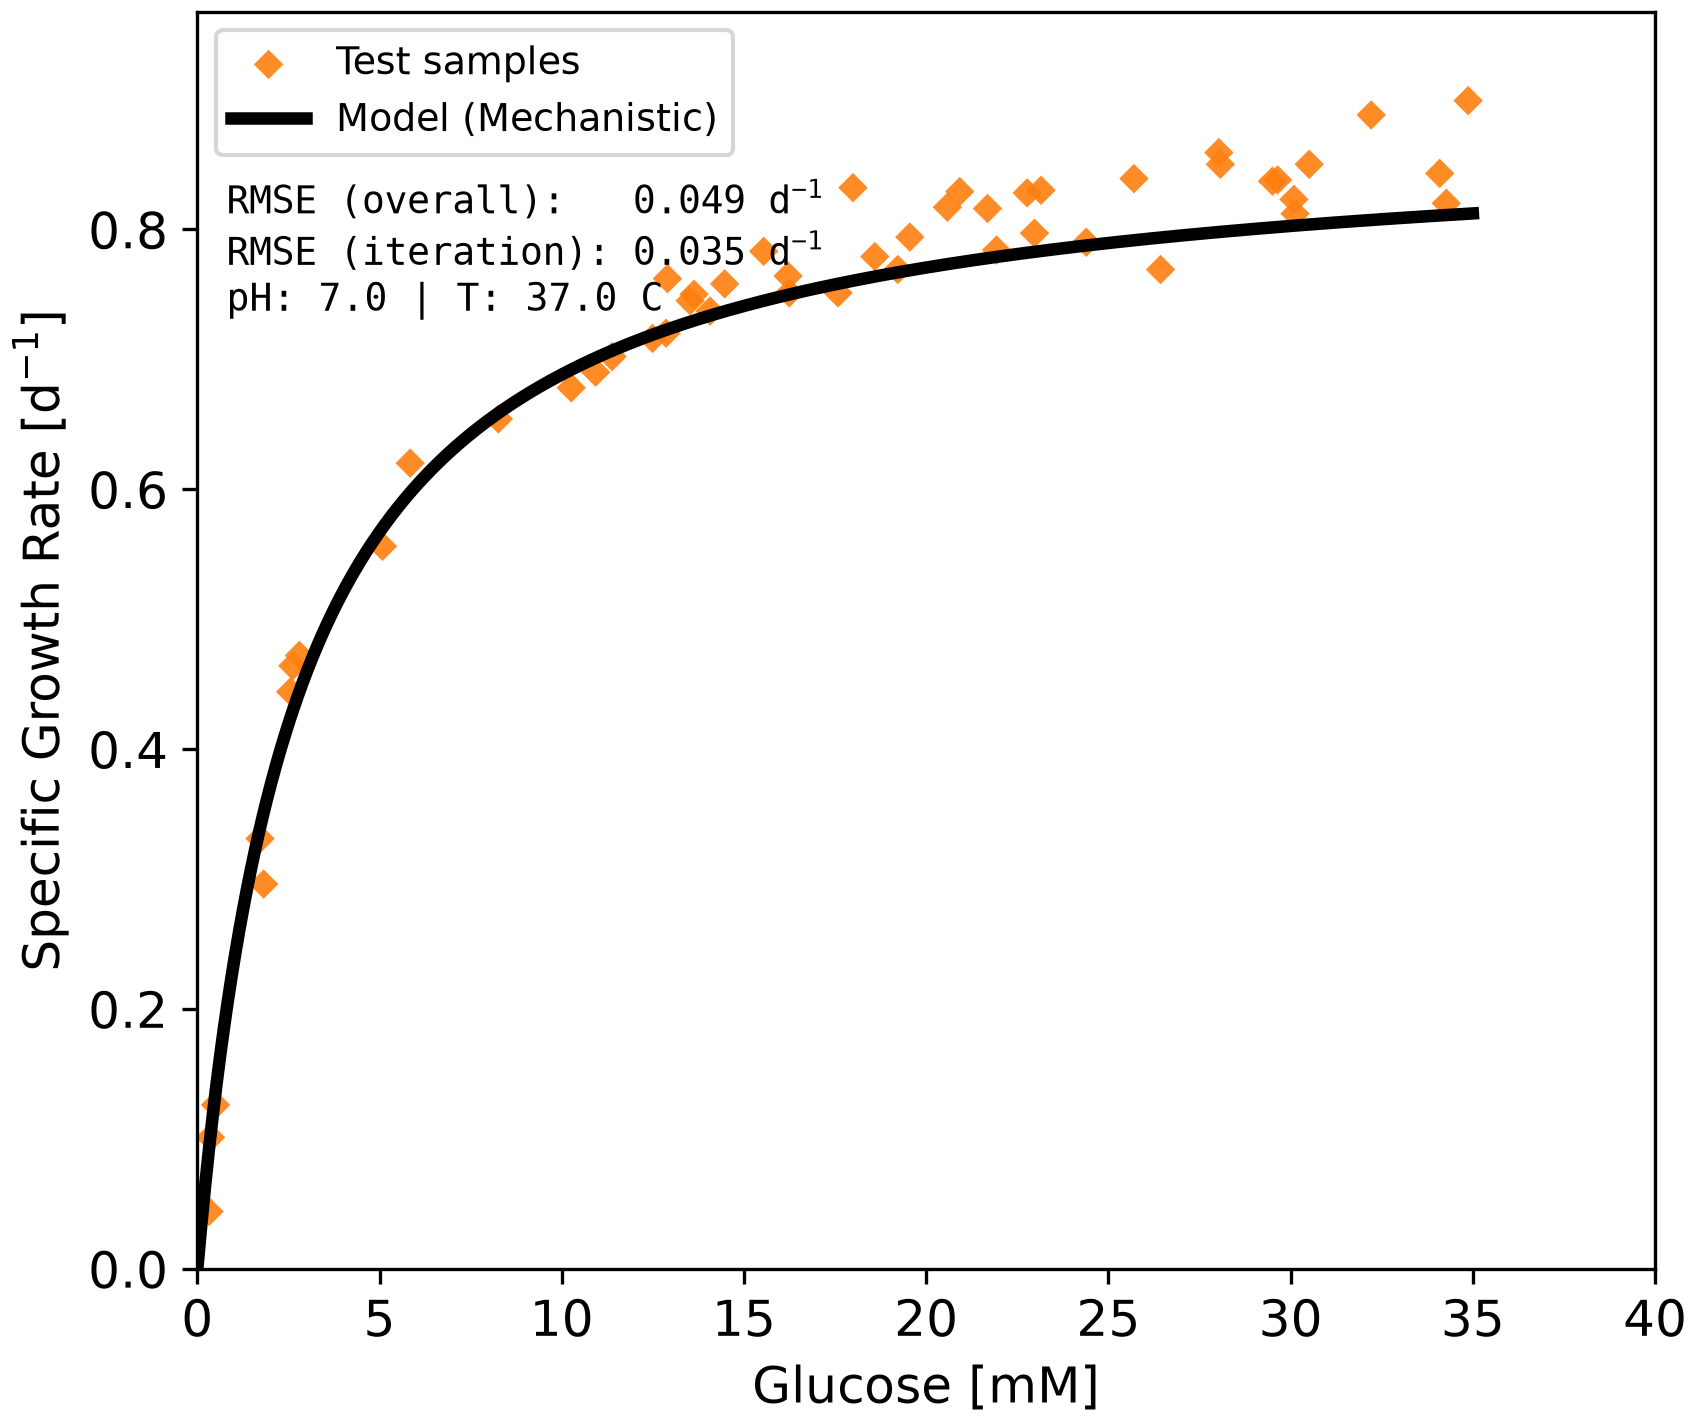 Test samples
Model (Mechanistic)
RMSE (overall):   0.049 d⁻¹
RMSE (iteration): 0.035 d⁻¹
pH: 7.0 | T: 37.0 C
Specific Growth Rate [d⁻¹]
0.8
0.6
0.4
0.2
0.0
0 5 10 15 20 25 30 35 40
Glucose [mM]